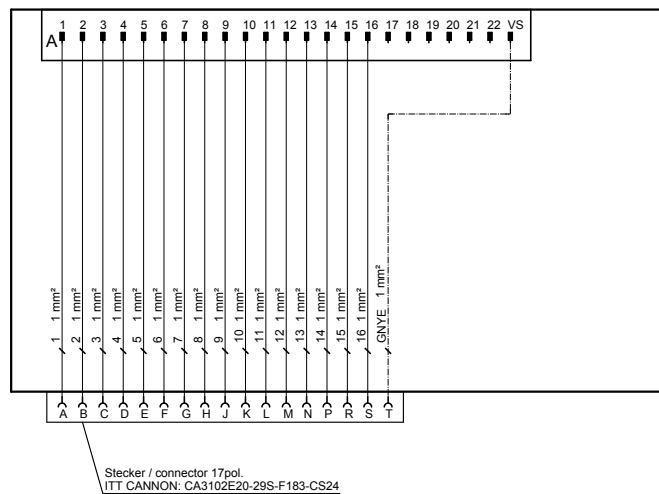 1 2 3 4 5 6 7 8 9 10 11 12 13 14 15 16 17 18 19 20 21 22 VS
A
1 1 mm²
2 1 mm²
3 1 mm²
4 1 mm²
5 1 mm²
6 1 mm²
7 1 mm²
8 1 mm²
9 1 mm²
10 1 mm²
11 1 mm²
12 1 mm²
13 1 mm²
14 1 mm²
15 1 mm²
16 1 mm²
GNYE 1 mm²
A B C D E F G H J K L M N P R S T
Stecker / connector 17pol.
ITT CANNON: CA3102E20-29S-F183-CS24